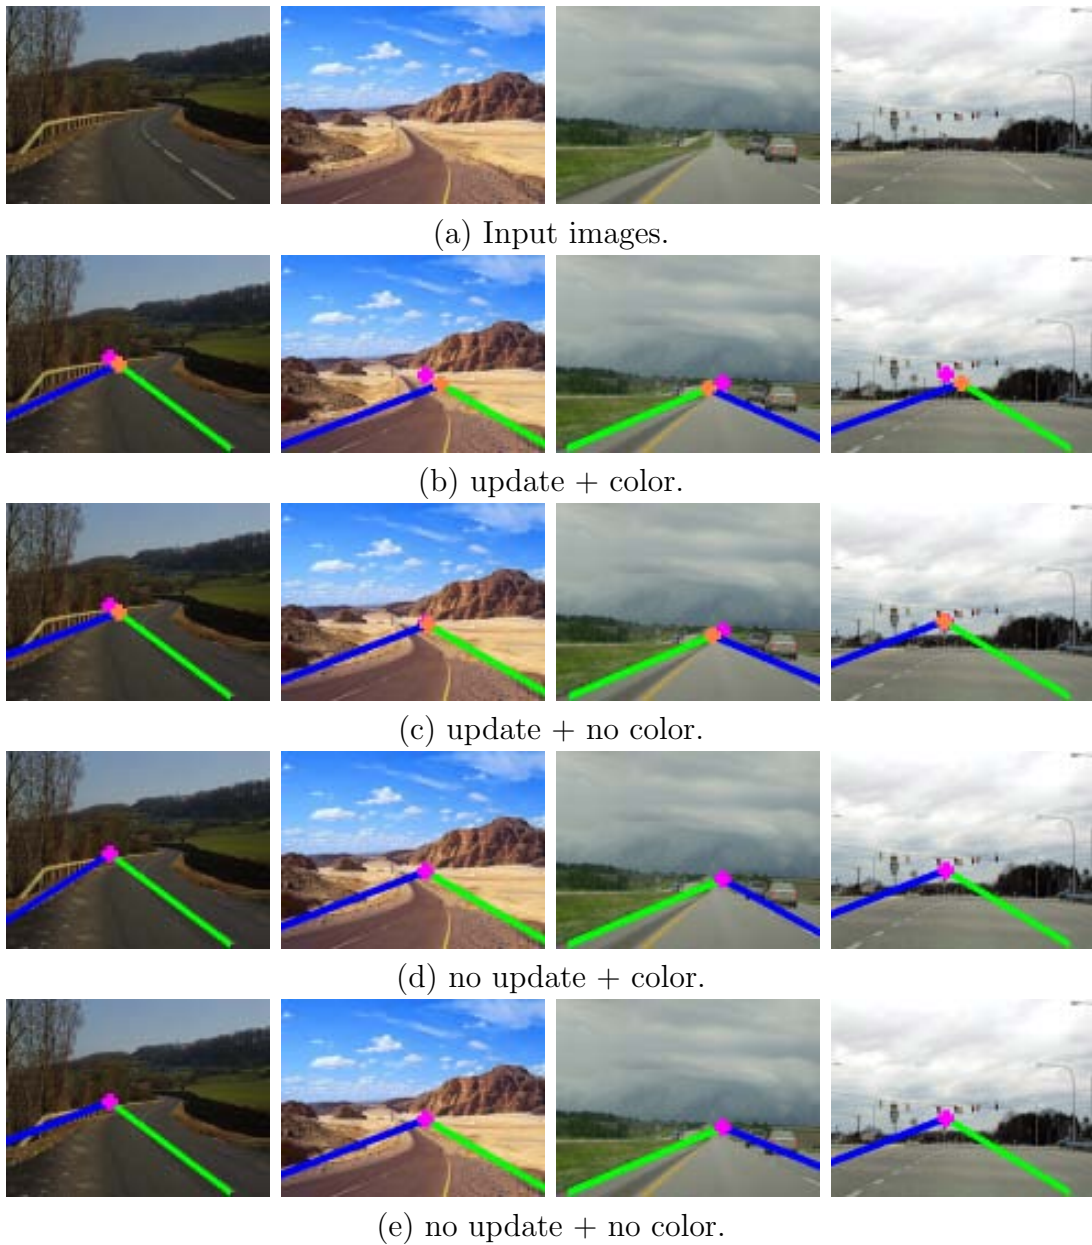 (a) Input images.
(b) update + color.
(c) update + no color.
(d) no update + color.
(e) no update + no color.